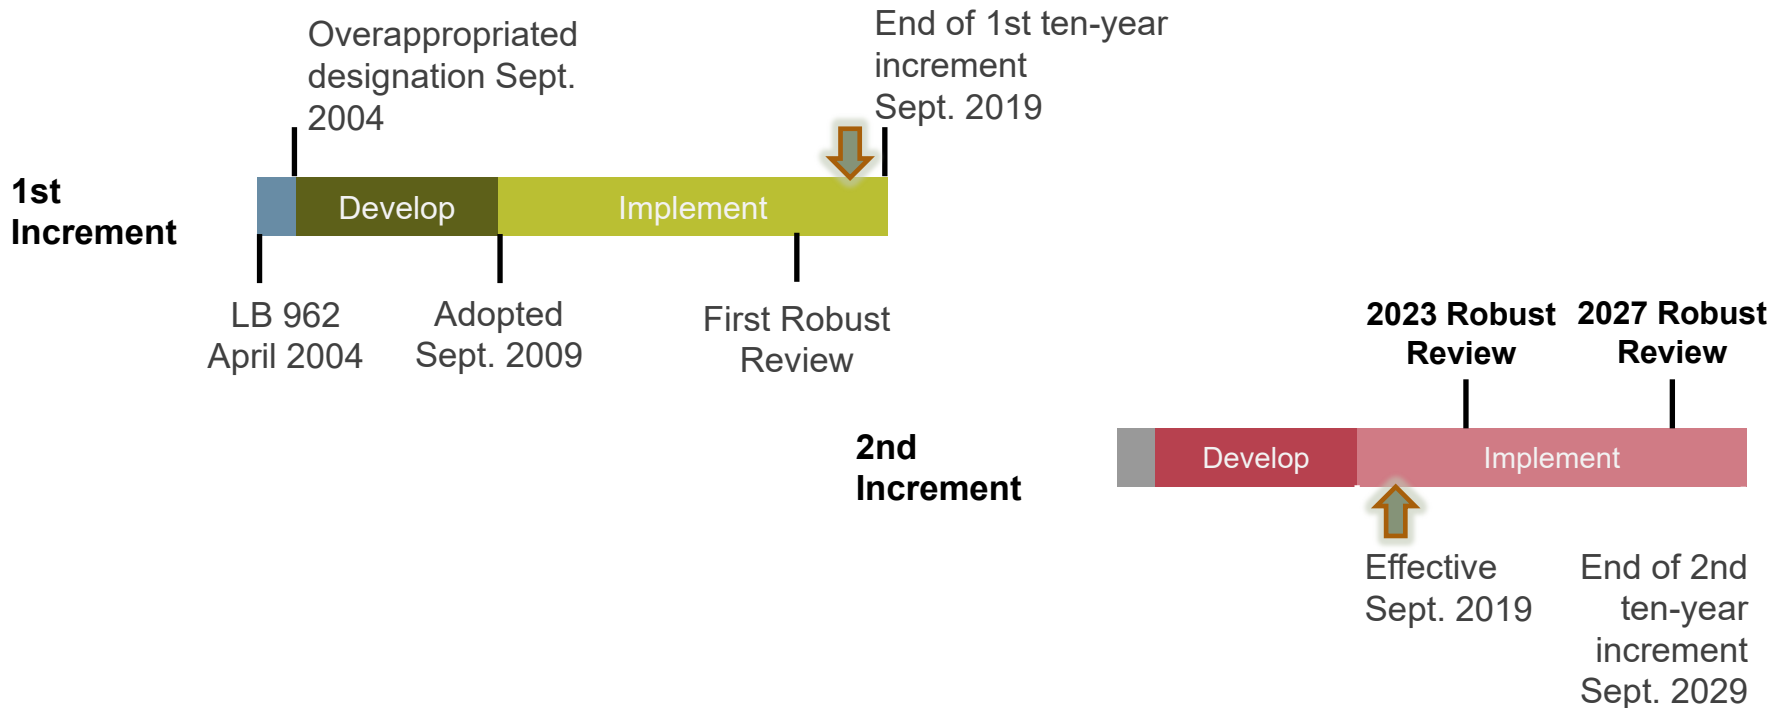 Overappropriated
designation Sept.
2004
End of 1st ten-year
increment
Sept. 2019
1st
Increment
Develop
Implement
LB 962
April 2004
Adopted
Sept. 2009
First Robust
Review
2023 Robust
Review
2027 Robust
Review
2nd
Increment
Develop
Implement
Effective
Sept. 2019
End of 2nd
ten-year
increment
Sept. 2029